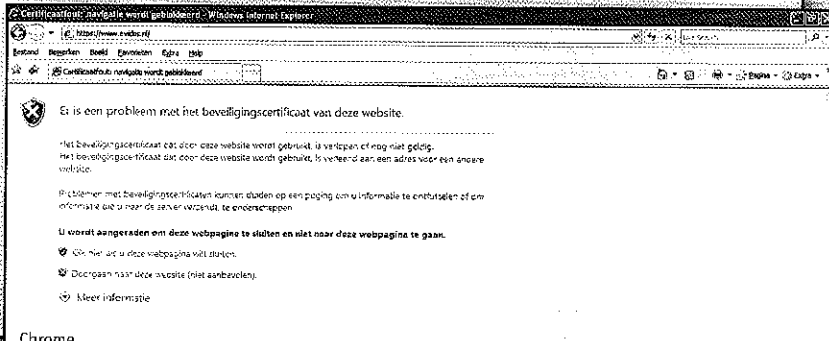 Certificaatfout: navigatie wordt geblokkeerd - Windows Internet Explorer
https://www.evidos.nl/
Bestand Bewerken Beeld Favorieten Extra Help
Certificaatfout: navigatie wordt geblokkeerd
Pagina Extra
Er is een probleem met het beveiligingscertificaat van deze website.
Het beveiligingscertificaat dat door deze website wordt gebruikt, is verlopen of nog niet geldig.
Het beveiligingscertificaat dat door deze website wordt gebruikt, is verleend aan een adres voor een andere
website.
Problemen met beveiligingscertificaten kunnen duiden op een poging om u informatie te ontfutselen of om
informatie die u naar de server verzendt, te onderscheppen.
U wordt aangeraden om deze webpagina te sluiten en niet naar deze webpagina te gaan.
Klik hier als u deze webpagina wilt sluiten.
Doorgaan naar deze website (niet aanbevolen).
Meer informatie
Chrome